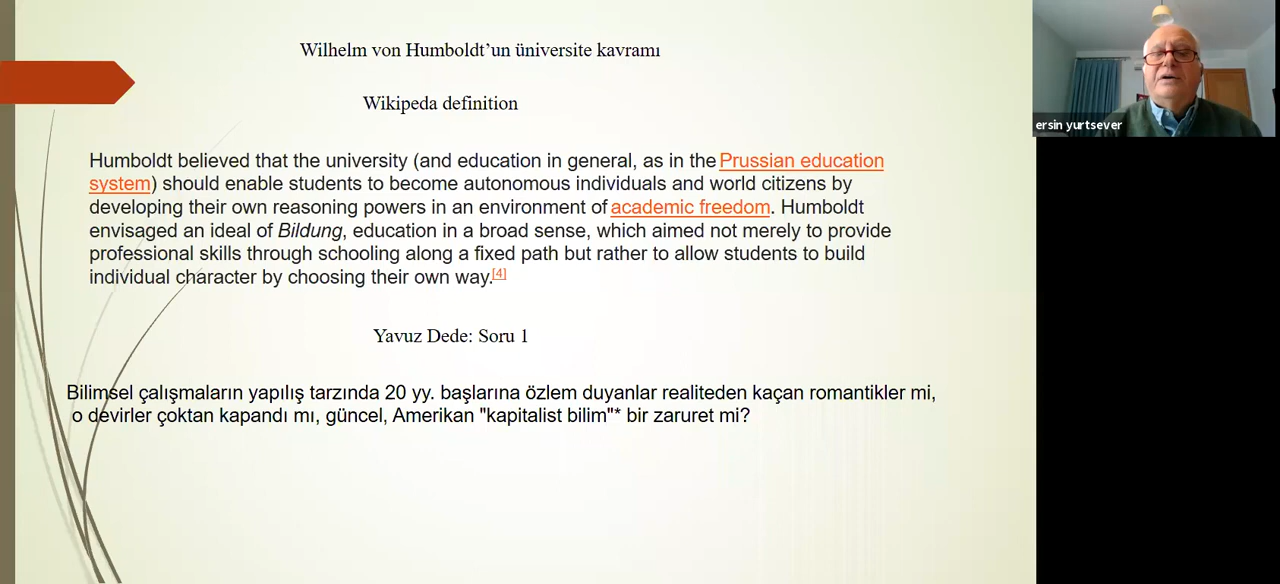 Wilhelm von Humboldt’un üniversite kavramı
Wikipeda definition
Humboldt believed that the university (and education in general, as in the Prussian education
system) should enable students to become autonomous individuals and world citizens by
developing their own reasoning powers in an environment of academic freedom. Humboldt
envisaged an ideal of Bildung, education in a broad sense, which aimed not merely to provide
professional skills through schooling along a fixed path but rather to allow students to build
individual character by choosing their own way.[4]
Yavuz Dede: Soru 1
Bilimsel çalışmaların yapılış tarzında 20 yy. başlarına özlem duyanlar realiteden kaçan romantikler mi,
o devirler çoktan kapandı mı, güncel, Amerikan "kapitalist bilim"* bir zaruret mi?
ersin yurtsever